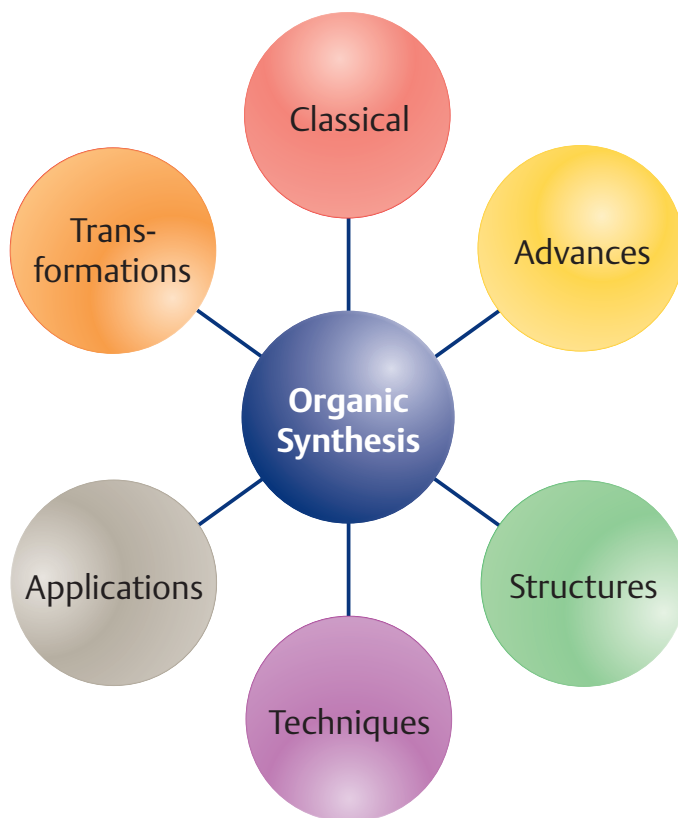 Classical
Trans-
formations
Advances
Organic
Synthesis
Applications
Structures
Techniques